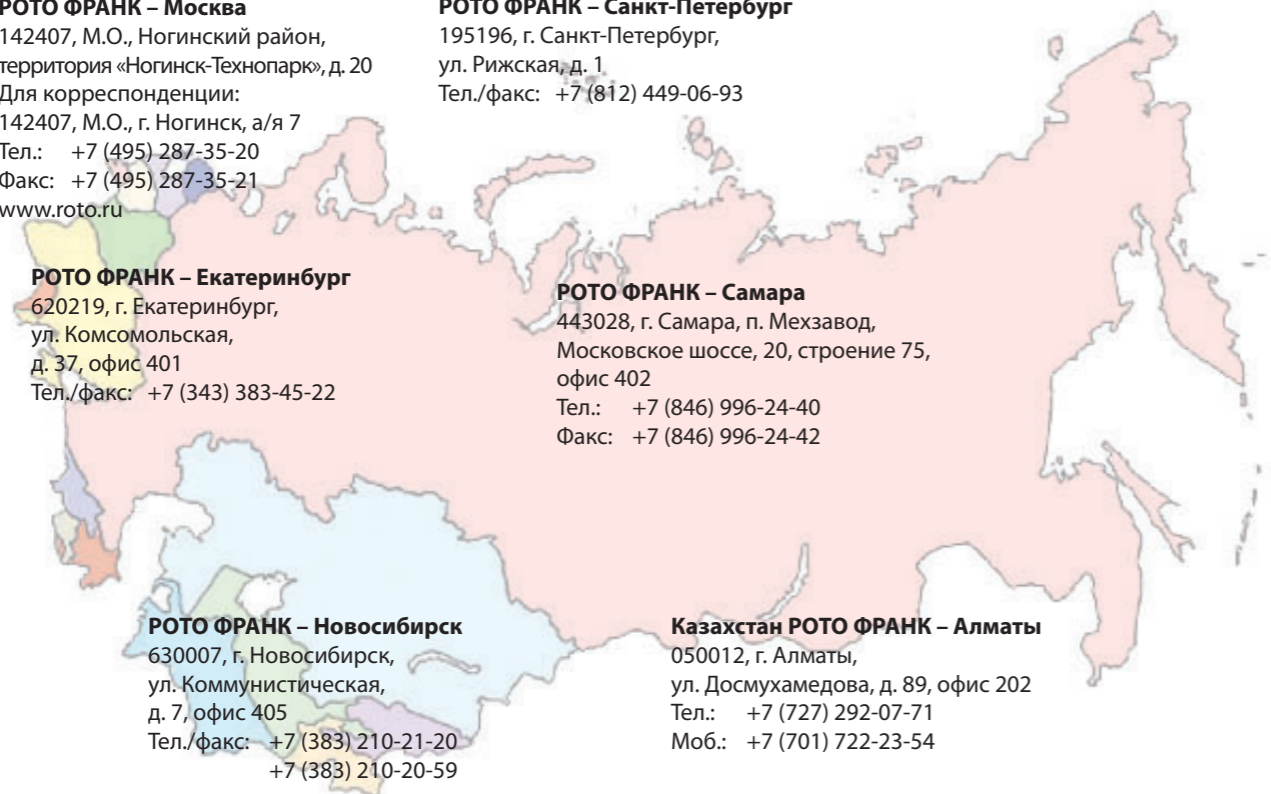 РОТО ФРАНК – Москва
142407, М.О., Ногинский район,
территория «Ногинск-Технопарк», д. 20
Для корреспонденции:
142407, М.О., г. Ногинск, а/я 7
Тел.: +7 (495) 287-35-20
Факс: +7 (495) 287-35-21
www.roto.ru
РОТО ФРАНК – Санкт-Петербург
195196, г. Санкт-Петербург,
ул. Рижская, д. 1
Тел./факс: +7 (812) 449-06-93
РОТО ФРАНК – Екатеринбург
620219, г. Екатеринбург,
ул. Комсомольская,
д. 37, офис 401
Тел./факс: +7 (343) 383-45-22
РОТО ФРАНК – Самара
443028, г. Самара, п. Мехзавод,
Московское шоссе, 20, строение 75,
офис 402
Тел.: +7 (846) 996-24-40
Факс: +7 (846) 996-24-42
РОТО ФРАНК – Новосибирск
630007, г. Новосибирск,
ул. Коммунистическая,
д. 7, офис 405
Тел./факс: +7 (383) 210-21-20
+7 (383) 210-20-59
Казахстан РОТО ФРАНК – Алматы
050012, г. Алматы,
ул. Досмухамедова, д. 89, офис 202
Тел.: +7 (727) 292-07-71
Моб.: +7 (701) 722-23-54